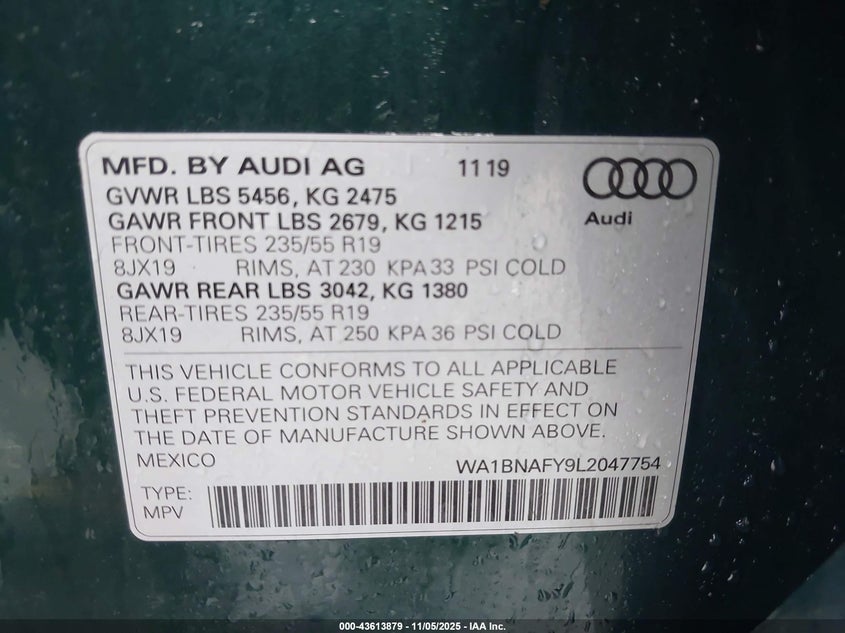 MFD. BY AUDI AG 11 19
GVWR LBS 5456, KG 2475
GAWR FRONT LBS 2679, KG 1215
Audi
FRONT-TIRES 235/55 R19
8JX19 RIMS, AT 230 KPA 33 PSI COLD
GAWR REAR LBS 3042, KG 1380
REAR-TIRES 235/55 R19
8JX19 RIMS, AT 250 KPA 36 PSI COLD
THIS VEHICLE CONFORMS TO ALL APPLICABLE
U.S. FEDERAL MOTOR VEHICLE SAFETY AND
THEFT PREVENTION STANDARDS IN EFFECT ON
THE DATE OF MANUFACTURE SHOWN ABOVE.
MEXICO WA1BNAFY9L2047754
TYPE:
MPV
000-43613879 - 11/05/2025 - IAA Inc.